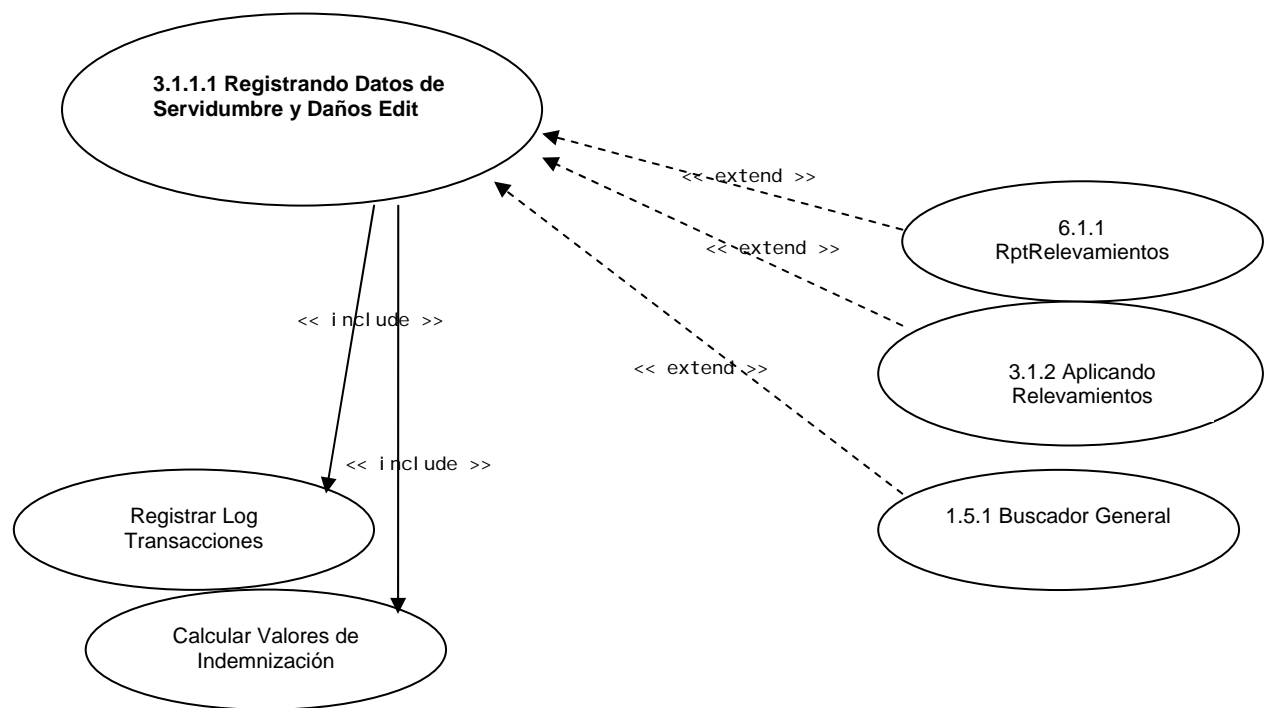 3.1.1.1 Registrando Datos de
Servidumbre y Daños Edit
<< extend >>
6.1.1
RptRelevamientos
<< extend >>
<< include >>
<< extend >>
3.1.2 Aplicando
Relevamientos
<< include >>
Registrar Log
Transacciones
1.5.1 Buscador General
Calcular Valores de
Indemnización